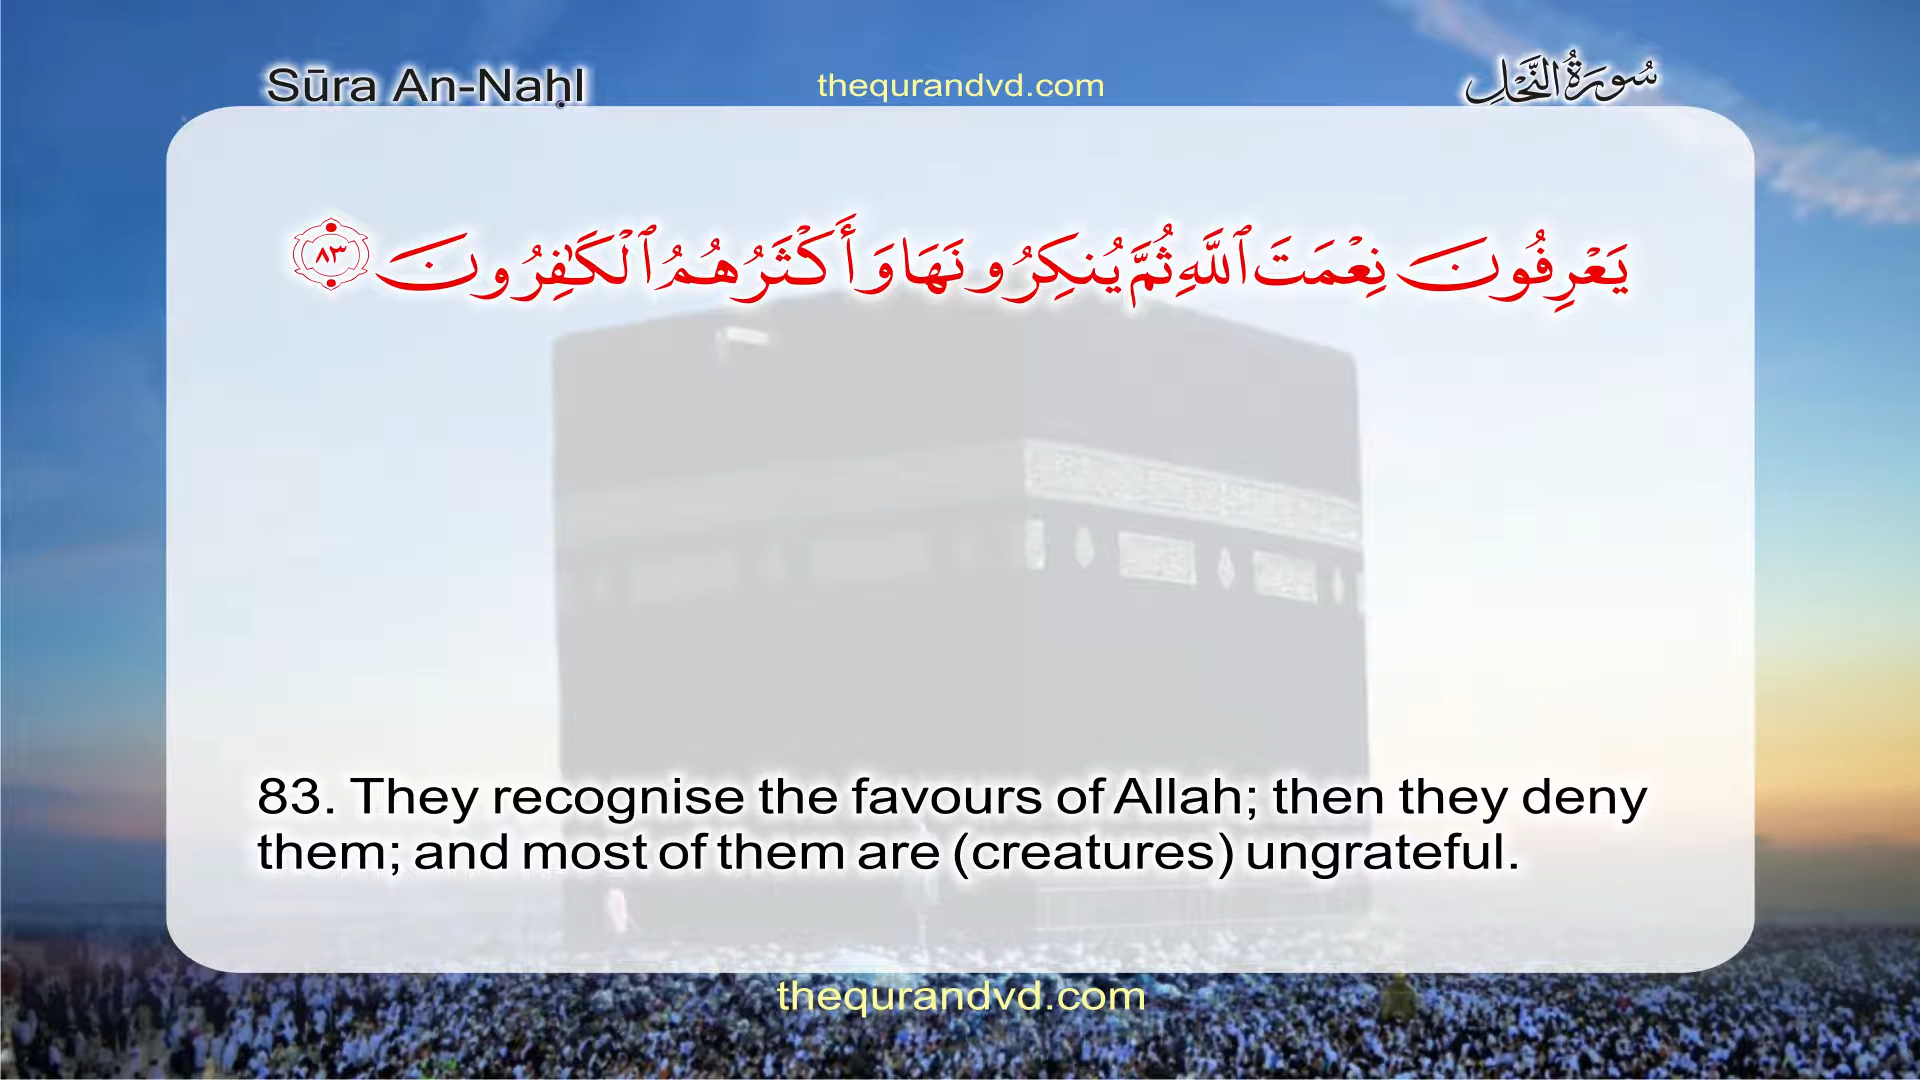 Sūra An-Naḥl
thequrandvd.com
سُورَةُ النَّحۡلِ
يَعۡرِفُونَ نِعۡمَتَ ٱللَّهِ ثُمَّ يُنكِرُونَهَا وَأَكۡثَرُهُمُ ٱلۡكَٰفِرُونَ ٨٣
83. They recognise the favours of Allah; then they deny
them; and most of them are (creatures) ungrateful.
thequrandvd.com